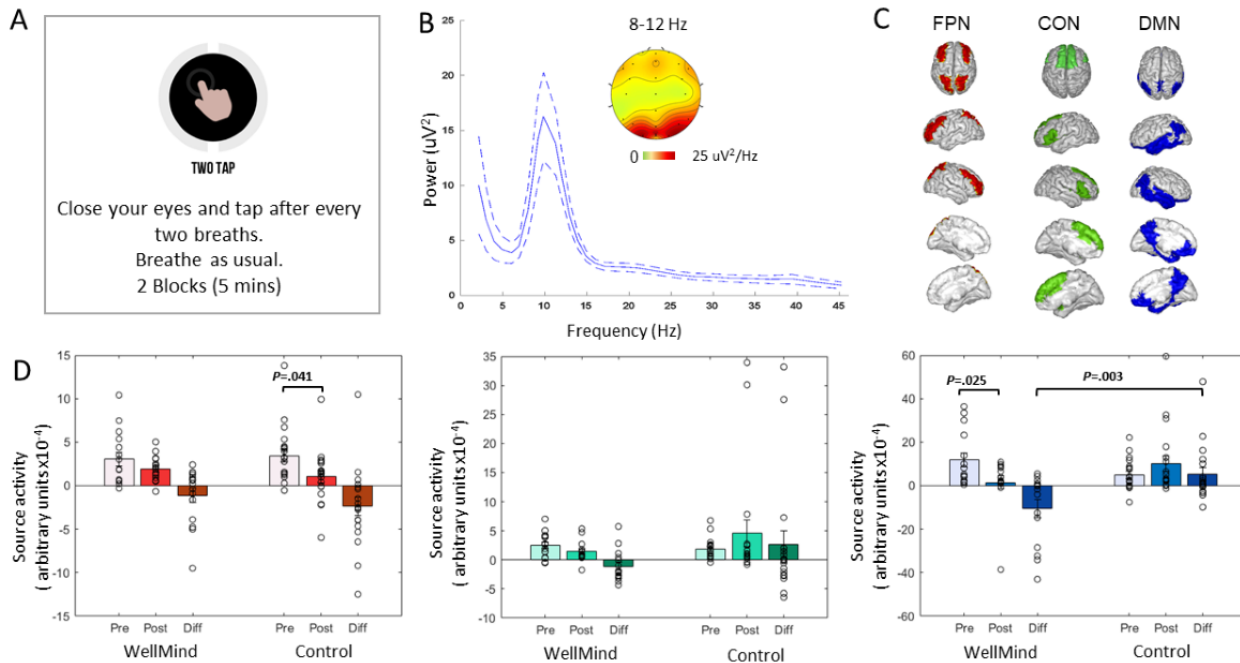 A
TWO TAP
Close your eyes and tap after every
two breaths.
Breathe as usual.
2 Blocks (5 mins)
B
8-12 Hz
0
25 uV²/Hz
Power (uV²)
25
20
15
10
5
0
0
5
10
15
20
25
30
35
40
45
Frequency (Hz)
C
FPN
CON
DMN
D
Source activity
( arbitrary units x10⁻⁴)
15
10
5
0
-5
-10
-15
P=.041
Pre
Post
Diff
Pre
Post
Diff
WellMind
Control
Source activity
( arbitrary units x10⁻⁴)
35
30
25
20
15
10
5
0
-5
-10
Pre
Post
Diff
Pre
Post
Diff
WellMind
Control
Source activity
( arbitrary units x10⁻⁴)
60
40
20
0
-20
-40
-60
P=.025
P=.003
Pre
Post
Diff
Pre
Post
Diff
WellMind
Control